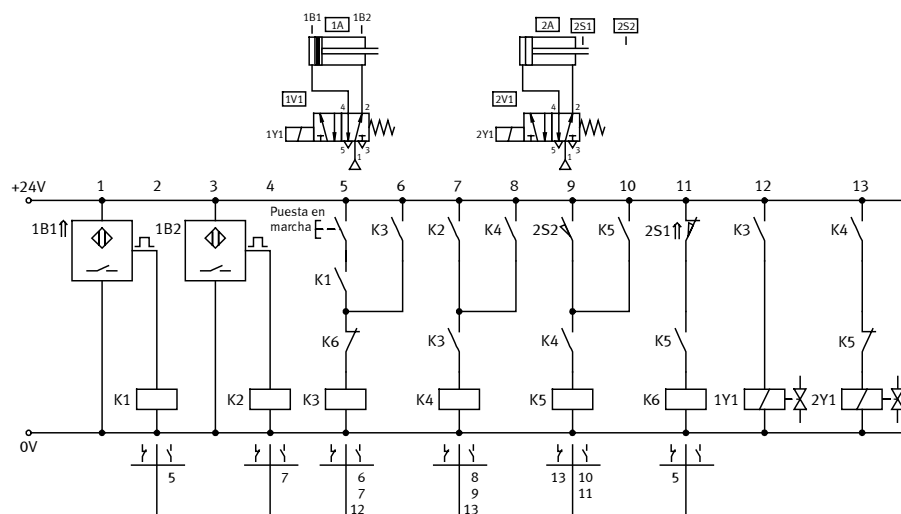 1B1 1A 1B2
2A 2S1 2S2
1V1 4 2
2V1 4 2
1Y1 5 3
1
2Y1 5 3
1
+24V 1 2 3 4 5 6 7 8 9 10 11 12 13
1B1 1B2
Puesta en
marcha
K3 K2 K4 2S2 K5 2S1 K3 K4
K1
K6 K3 K4 K5 K5
K1 K2 K3 K4 K5 K6 1Y1 2Y1
0V
5 7 6 8 13 10 5
7 9 11
12 13